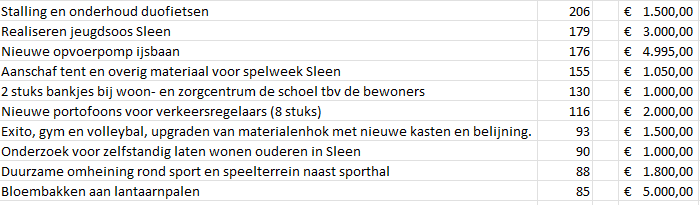 Stalling en onderhoud duofietsen 206 € 1.500,00
Realiseren jeugdsoos Sleen 179 € 3.000,00
Nieuwe opvoerpomp ijsbaan 176 € 4.995,00
Aanschaf tent en overig materiaal voor spelweek Sleen 155 € 1.050,00
2 stuks bankjes bij woon- en zorgcentrum de schoel tbv de bewoners 130 € 1.000,00
Nieuwe portofoons voor verkeersregelaars (8 stuks) 116 € 2.000,00
Exito, gym en volleybal, upgraden van materialenhok met nieuwe kasten en belijning. 93 € 1.500,00
Onderzoek voor zelfstandig laten wonen ouderen in Sleen 90 € 1.000,00
Duurzame omheining rond sport en speelterrein naast sporthal 88 € 1.800,00
Bloembakken aan lantaarnpalen 85 € 5.000,00